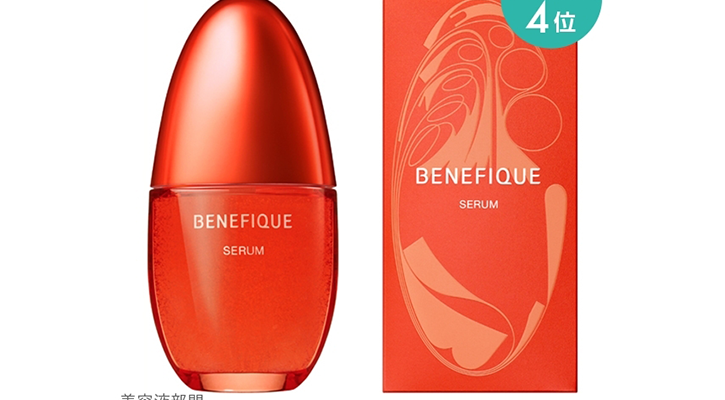 4位
BENEFIQUE
SERUM
BENEFIQUE
SERUM
美容液部門